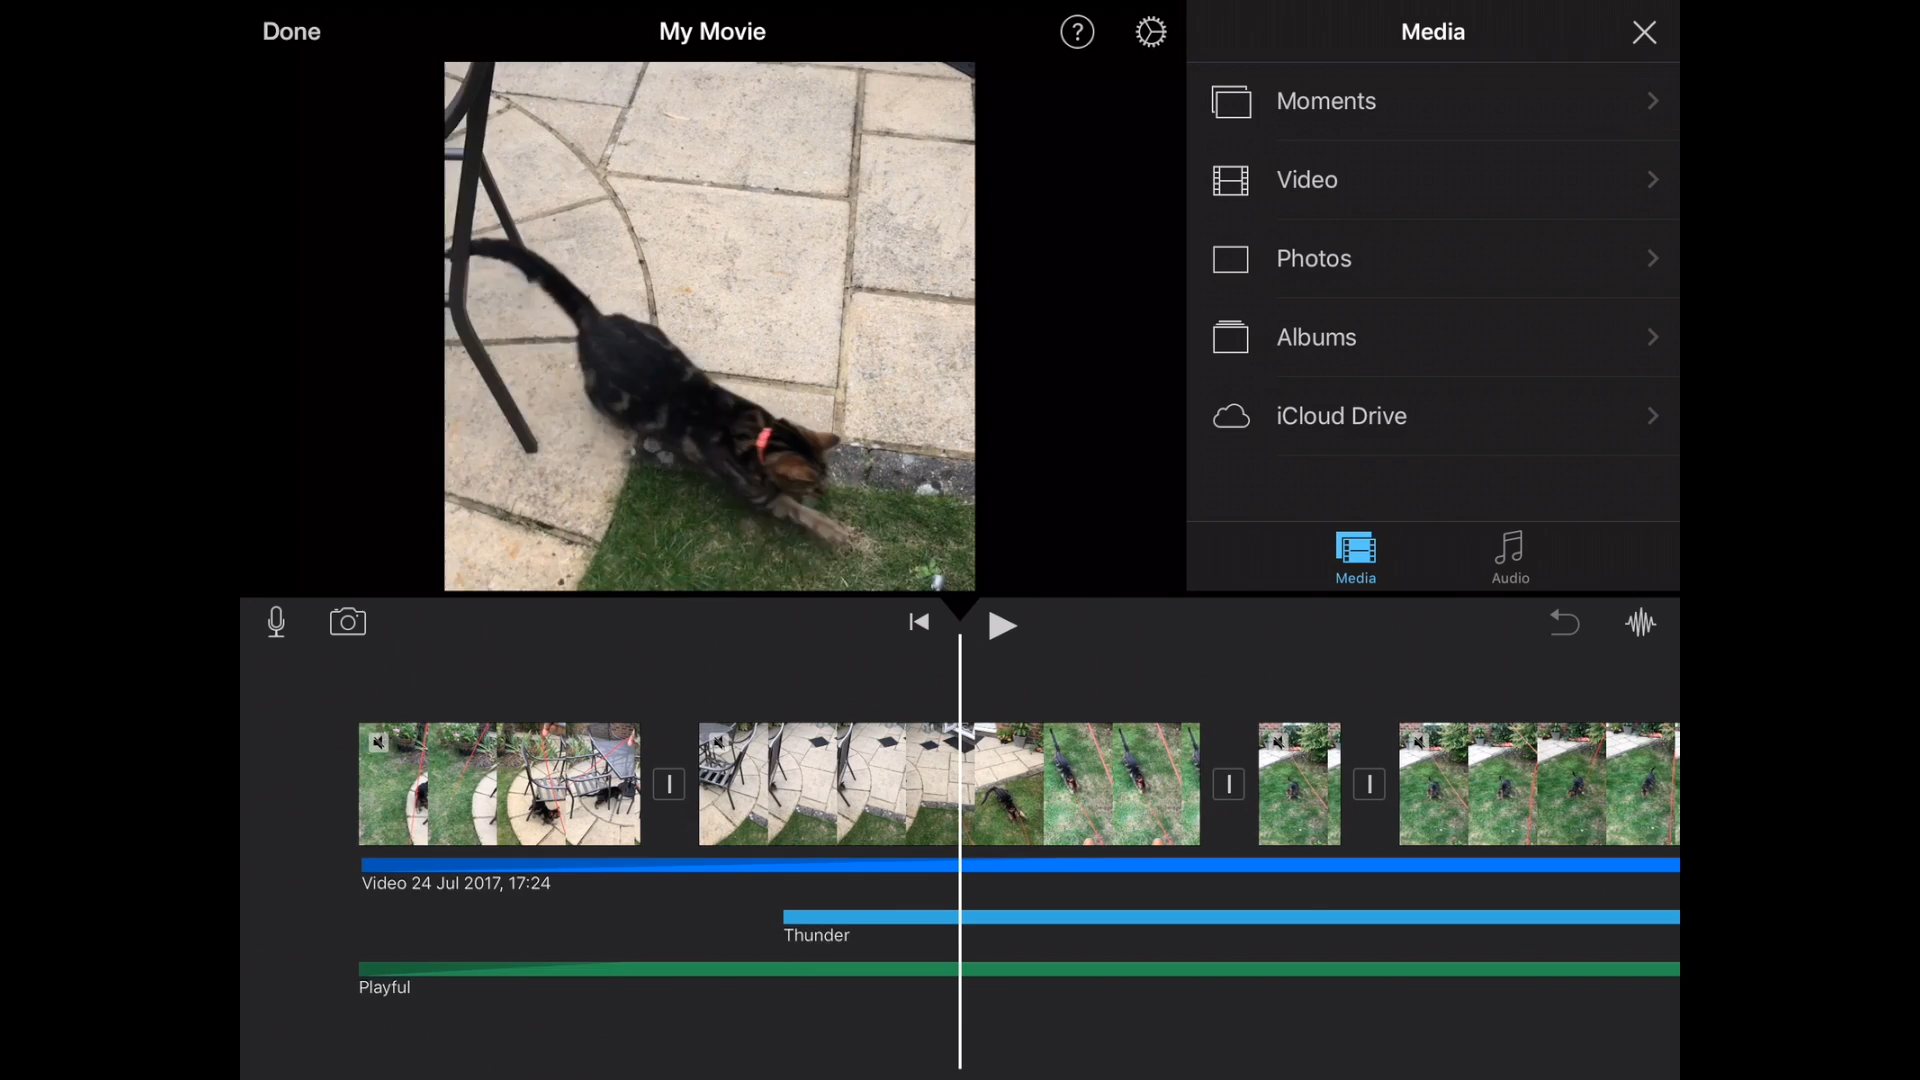 Done
My Movie
?
Media
Moments
Video
Photos
Albums
iCloud Drive
Media
Audio
Video 24 Jul 2017, 17:24
Thunder
Playful